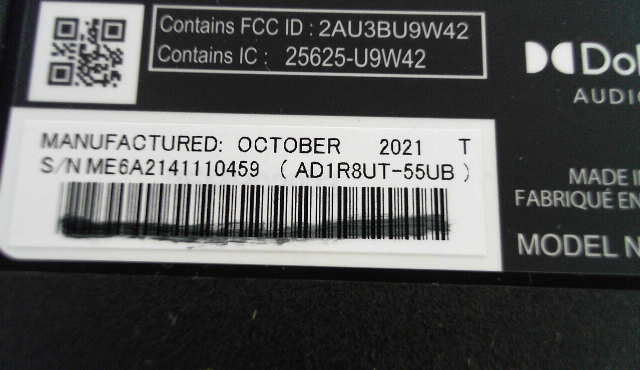 Contains FCC ID : 2AU3BU9W42
Contains IC : 25625-U9W42
AUDIO
MANUFACTURED: OCTOBER 2021 T
S/N ME6A2141110459 ( AD1R8UT-55UB )
MADE IN
FABRIQUÉ EN
MODEL